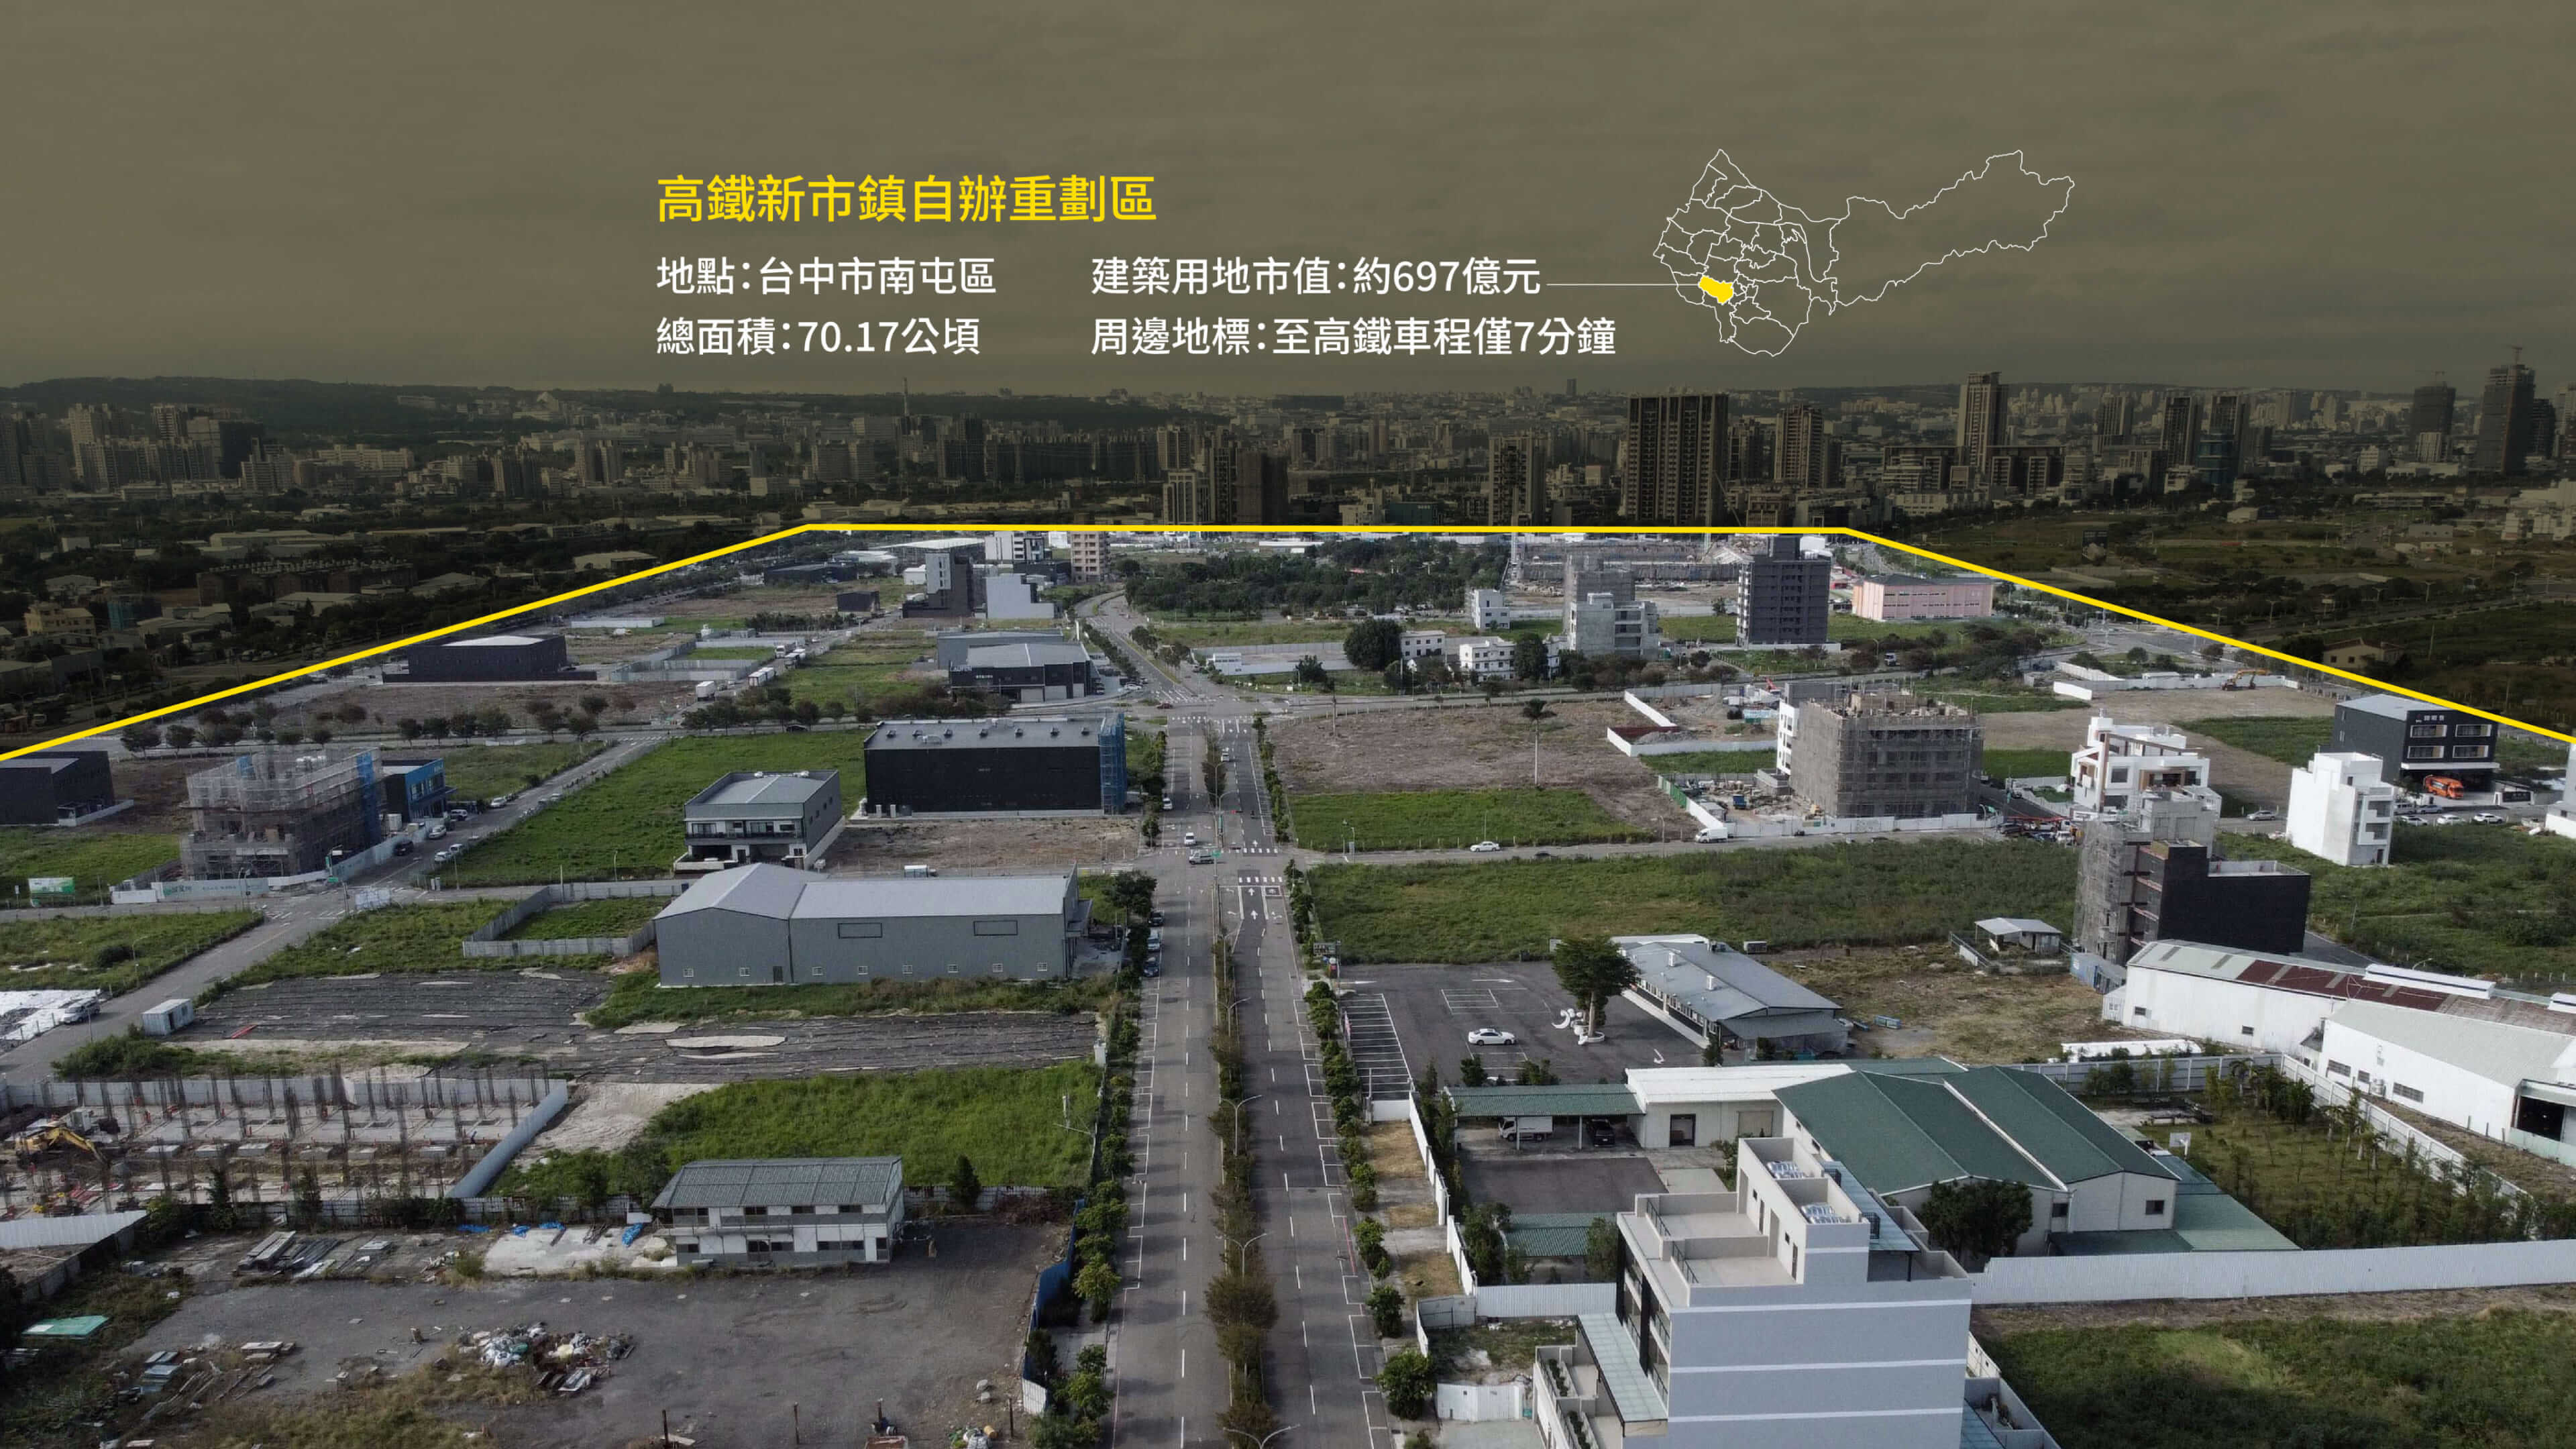 高鐵新市鎮自辦重劃區
地點：台中市南屯區
總面積：70.17公頃
建築用地市值：約697億元
周邊地標：至高鐵車程僅7分鐘